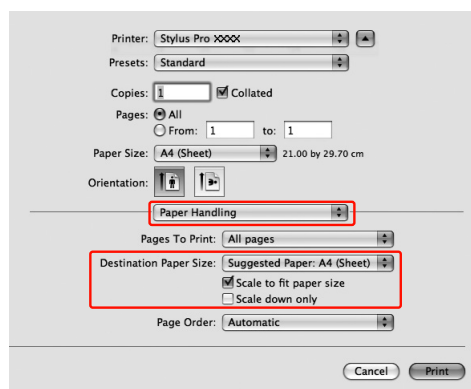 Printer: Stylus Pro XXXX
Presets: Standard
Copies: 1 Collated
Pages: All
From: 1 to: 1
Paper Size: A4 (Sheet) 21.00 by 29.70 cm
Orientation:
Paper Handling
Pages To Print: All pages
Destination Paper Size: Suggested Paper: A4 (Sheet)
Scale to fit paper size
Scale down only
Page Order: Automatic
Cancel Print